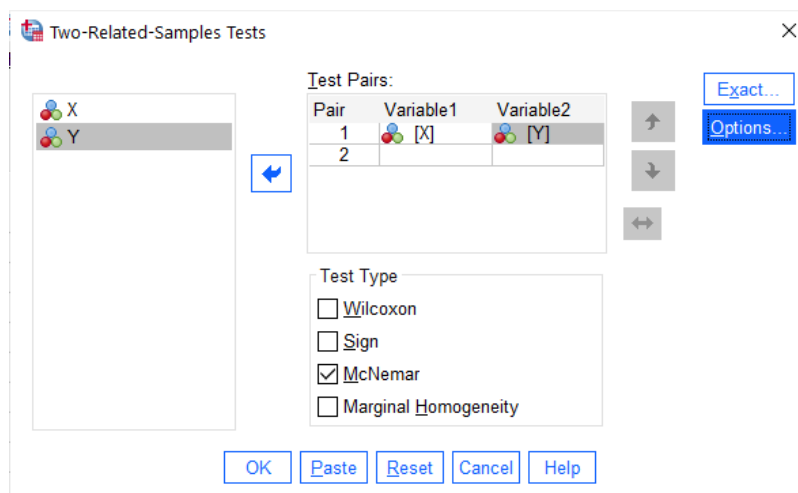 Two-Related-Samples Tests
X
Y
Test Pairs:
Pair Variable1 Variable2
1 [X] [Y]
2
Exact...
Options...
Test Type
Wilcoxon
Sign
McNemar
Marginal Homogeneity
OK Paste Reset Cancel Help